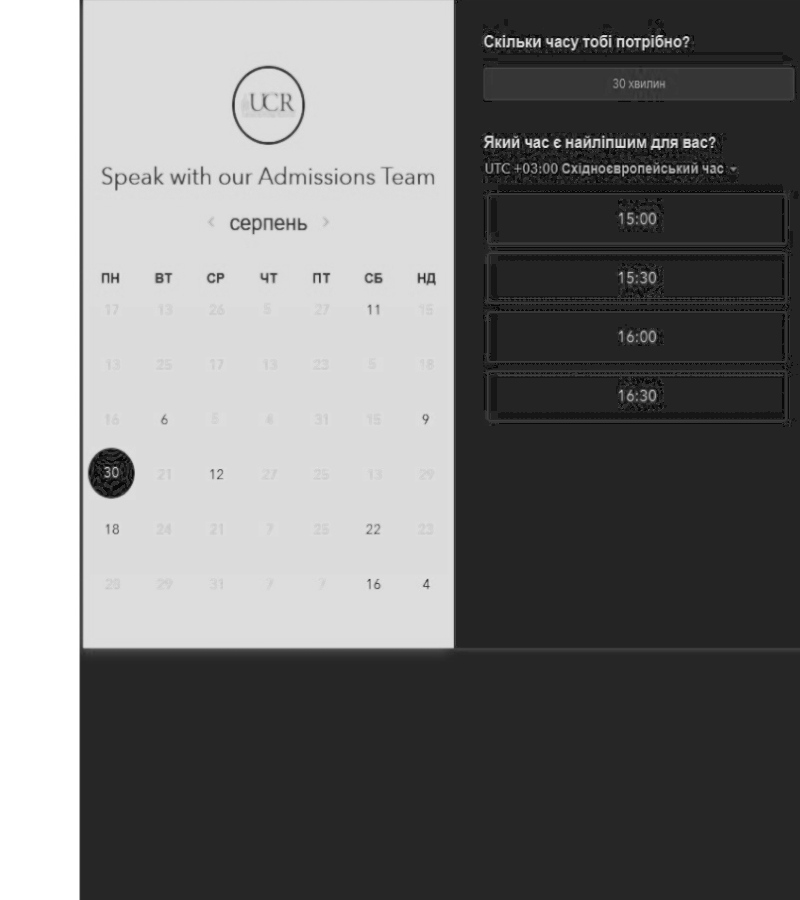 UCR
Speak with our Admissions Team
‹ серпень ›
ПН ВТ СР ЧТ ПТ СБ НД
17 13 26 5 27 11 15
13 25 17 13 23 6 18
16 6 5 4 31 15 9
30 21 12 27 25 13 29
18 24 21 7 25 22 23
28 29 31 7 7 16 4
Скільки часу тобі потрібно?
30 хвилин
Який час є найліпшим для вас?
UTC +03:00 Східноєвропейський час
15:00
15:30
16:00
16:30